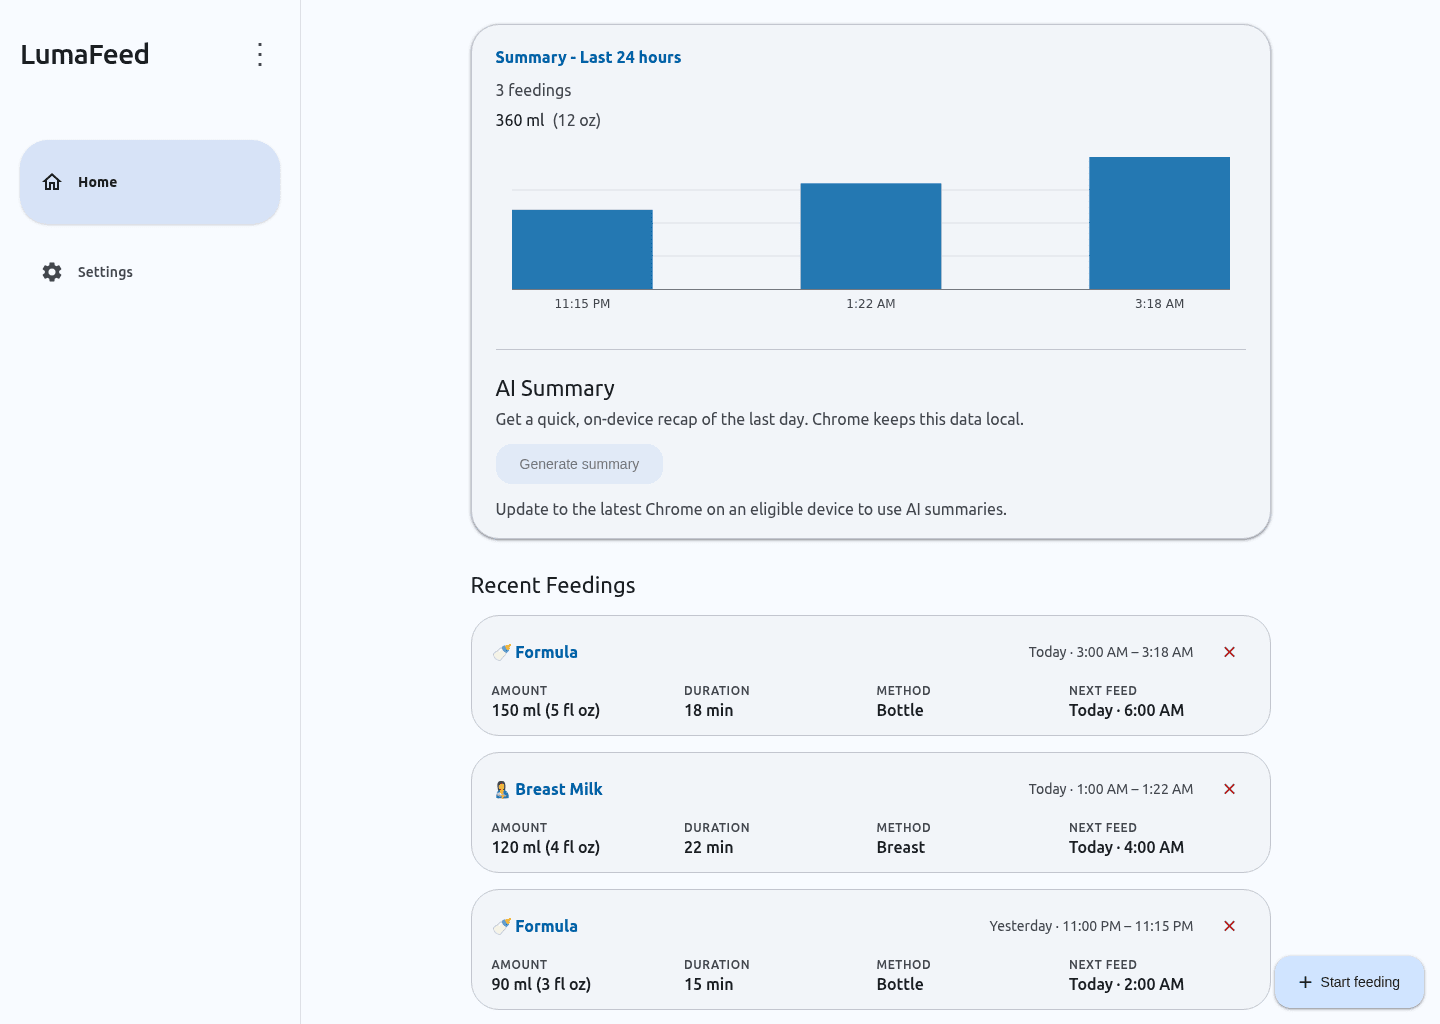 LumaFeed
Home
Settings
Summary - Last 24 hours
3 feedings
360 ml (12 oz)
11:15 PM 1:22 AM 3:18 AM
AI Summary
Get a quick, on-device recap of the last day. Chrome keeps this data local.
Generate summary
Update to the latest Chrome on an eligible device to use AI summaries.
Recent Feedings
Formula Today · 3:00 AM – 3:18 AM
AMOUNT DURATION METHOD NEXT FEED
150 ml (5 fl oz) 18 min Bottle Today · 6:00 AM
Breast Milk Today · 1:00 AM – 1:22 AM
AMOUNT DURATION METHOD NEXT FEED
120 ml (4 fl oz) 22 min Breast Today · 4:00 AM
Formula Yesterday · 11:00 PM – 11:15 PM
AMOUNT DURATION METHOD NEXT FEED
90 ml (3 fl oz) 15 min Bottle Today · 2:00 AM
Start feeding